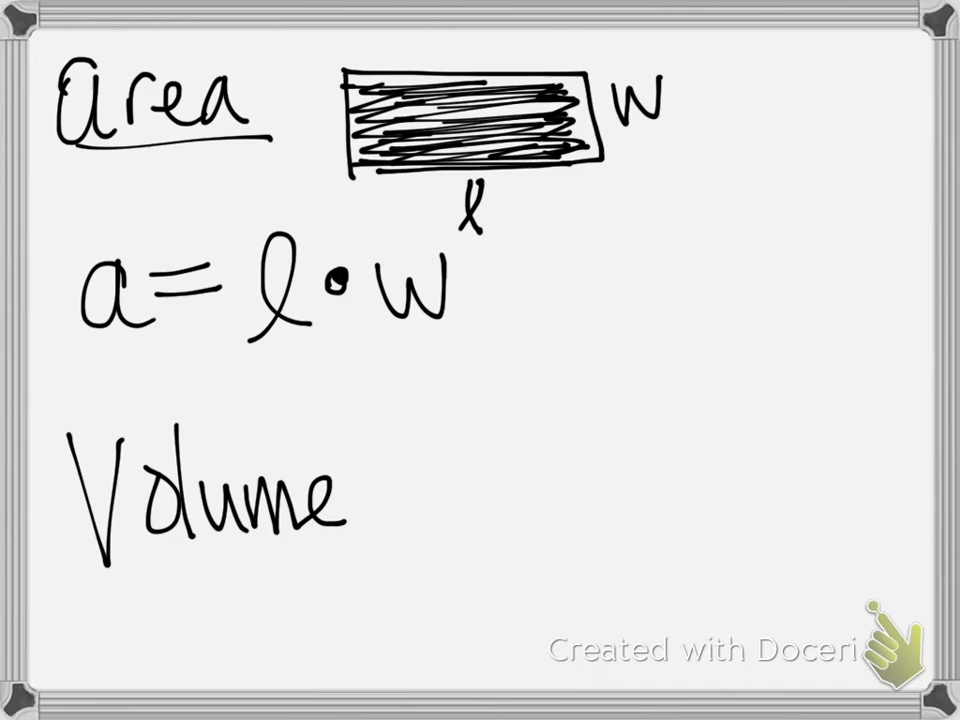 area
w
l
a = l · w
Volume
Created with Doceri